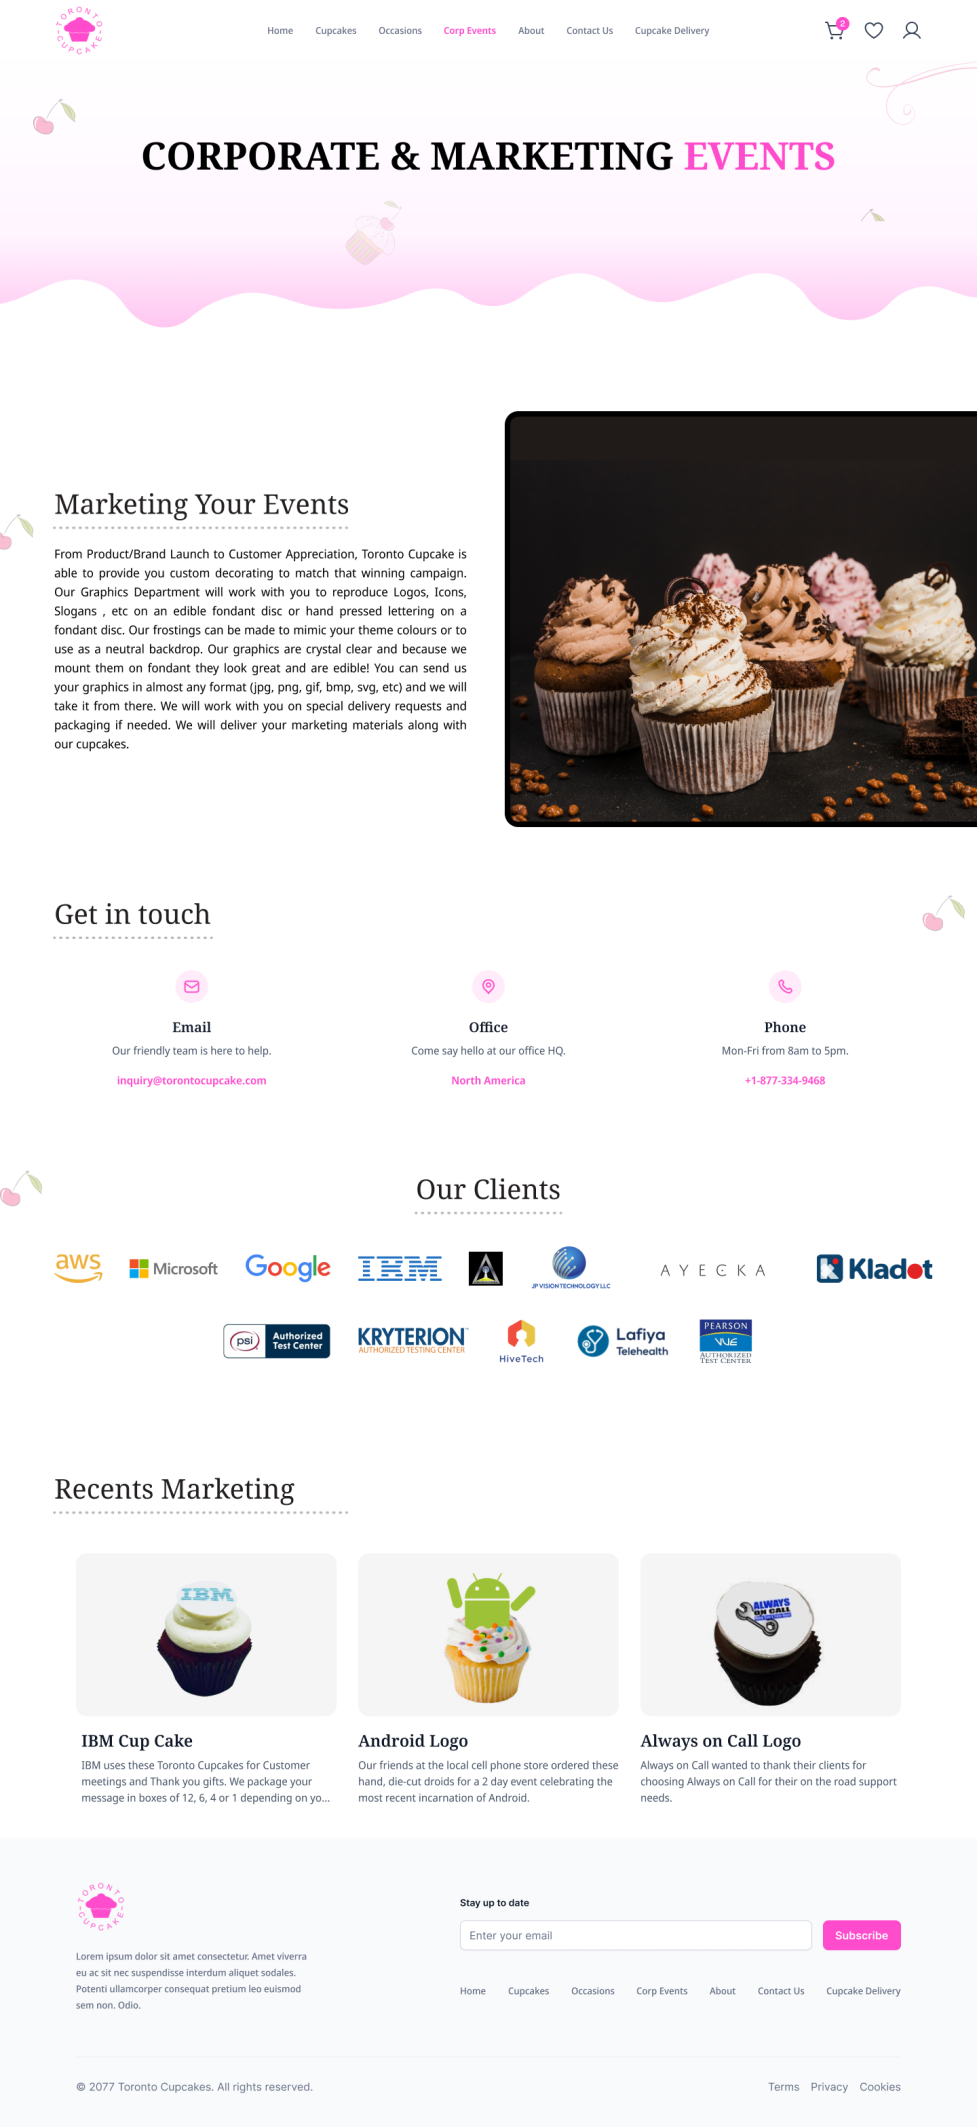 TORONTO CUPCAKE
Home Cupcakes Occasions Corp Events About Contact Us Cupcake Delivery
2
CORPORATE & MARKETING EVENTS
Marketing Your Events
From Product/Brand Launch to Customer Appreciation, Toronto Cupcake is
able to provide you custom decorating to match that winning campaign.
Our Graphics Department will work with you to reproduce Logos, Icons,
Slogans , etc on an edible fondant disc or hand pressed lettering on a
fondant disc. Our frostings can be made to mimic your theme colours or to
use as a neutral backdrop. Our graphics are crystal clear and because we
mount them on fondant they look great and are edible! You can send us
your graphics in almost any format (jpg, png, gif, bmp, svg, etc) and we will
take it from there. We will work with you on special delivery requests and
packaging if needed. We will deliver your marketing materials along with
our cupcakes.
Get in touch
Email
Our friendly team is here to help.
inquiry@torontocupcake.com
Office
Come say hello at our office HQ.
North America
Phone
Mon-Fri from 8am to 5pm.
+1-877-334-9468
Our Clients
aws
Microsoft
Google
IBM
JP VISION TECHNOLOGY LLC
AYECKA
Kladot
psi Authorized
Test Center
KRYTERION™
AUTHORIZED TESTING CENTER
HiveTech
Lafiya
Telehealth
PEARSON
VUE
AUTHORIZED
TEST CENTER
Recents Marketing
IBM
ALWAYS
ON CALL
IBM Cup Cake
IBM uses these Toronto Cupcakes for Customer
meetings and Thank you gifts. We package your
message in boxes of 12, 6, 4 or 1 depending on yo...
Android Logo
Our friends at the local cell phone store ordered these
hand, die-cut droids for a 2 day event celebrating the
most recent incarnation of Android.
Always on Call Logo
Always on Call wanted to thank their clients for
choosing Always on Call for their on the road support
needs.
TORONTO CUPCAKE
Lorem ipsum dolor sit amet consectetur. Amet viverra
eu ac sit nec suspendisse interdum aliquet sodales.
Potenti ullamcorper consequat pretium leo euismod
sem non. Odio.
Stay up to date
Enter your email
Subscribe
Home Cupcakes Occasions Corp Events About Contact Us Cupcake Delivery
© 2077 Toronto Cupcakes. All rights reserved.
Terms Privacy Cookies